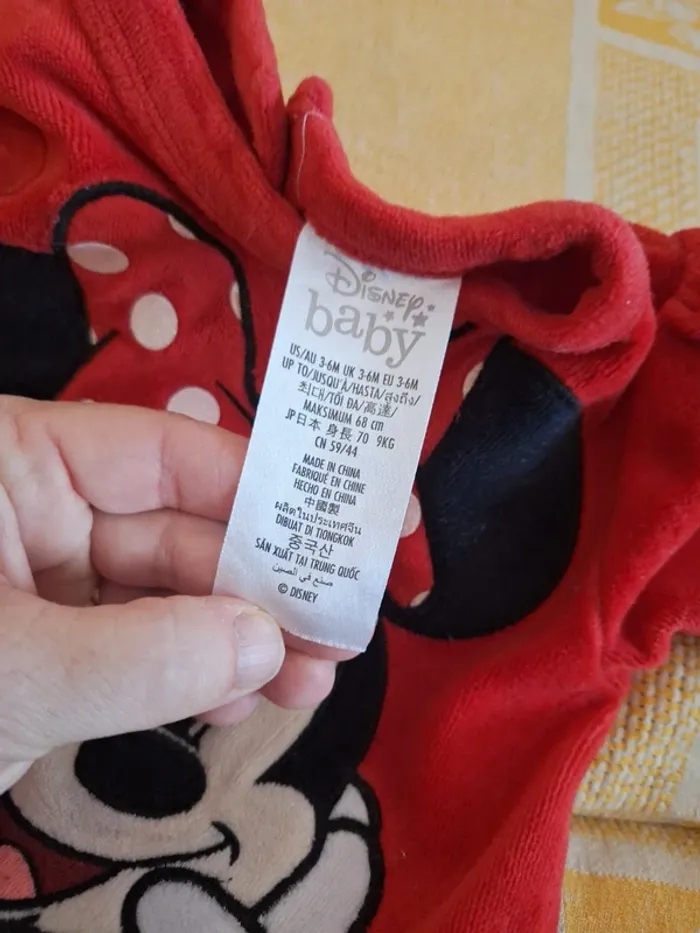 Disney
baby
US/AU 3-6M UK 3-6M EU 3-6M
UP TO/JUSQU'À/HASTA/สูงถึง/
최대/TỐI ĐA/高達/
MAKSIMUM 68 cm
JP日本 身長 70 9KG
CN 59/44
MADE IN CHINA
FABRIQUÉ EN CHINE
HECHO EN CHINA
中國製
ผลิตในประเทศจีน
DIBUAT DI TIONGKOK
중국산
SẢN XUẤT TẠI TRUNG QUỐC
صنع في الصين
© DISNEY